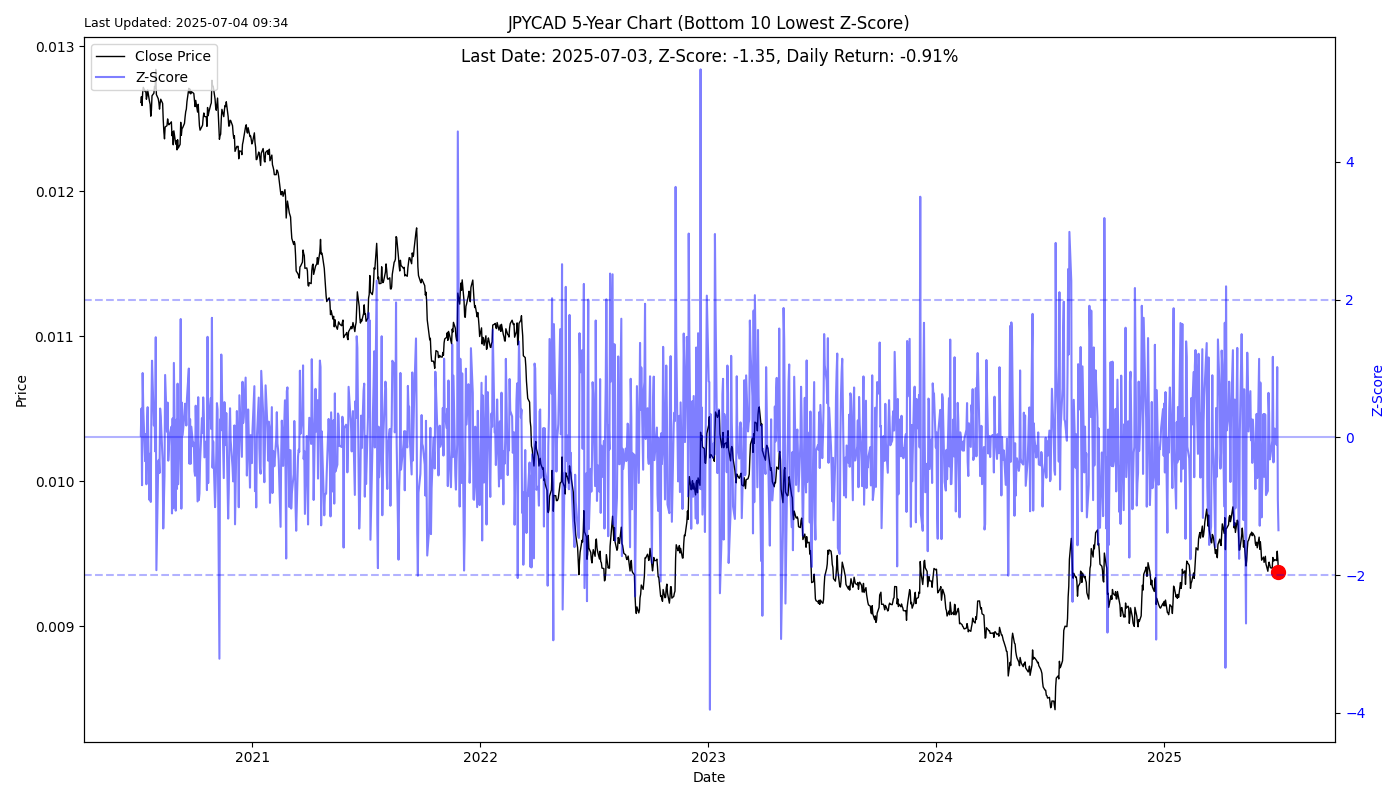 Last Updated: 2025-07-04 09:34
JPYCAD 5-Year Chart (Bottom 10 Lowest Z-Score)
Last Date: 2025-07-03, Z-Score: -1.35, Daily Return: -0.91%
Close Price
Z-Score
0.013
0.012
0.011
0.010
0.009
Price
4
2
0
−2
−4
Z-Score
2021
2022
2023
2024
2025
Date